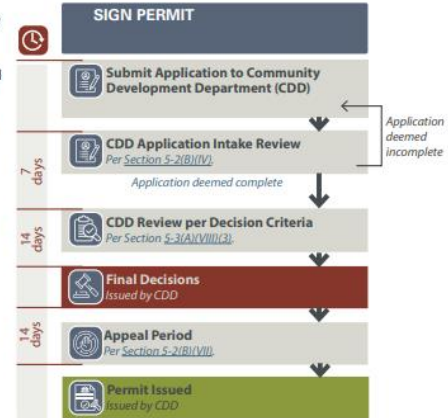 SIGN PERMIT
Submit Application to Community
Development Department (CDD)
Application
deemed
incomplete
CDD Application Intake Review
Per Section 5-2(B)(IV).
7
days
Application deemed complete
CDD Review per Decision Criteria
Per Section 5-3(A)(VIII)(3).
14
days
Final Decisions
Issued by CDD
Appeal Period
Per Section 5-2(B)(VII).
14
days
Permit Issued
Issued by CDD